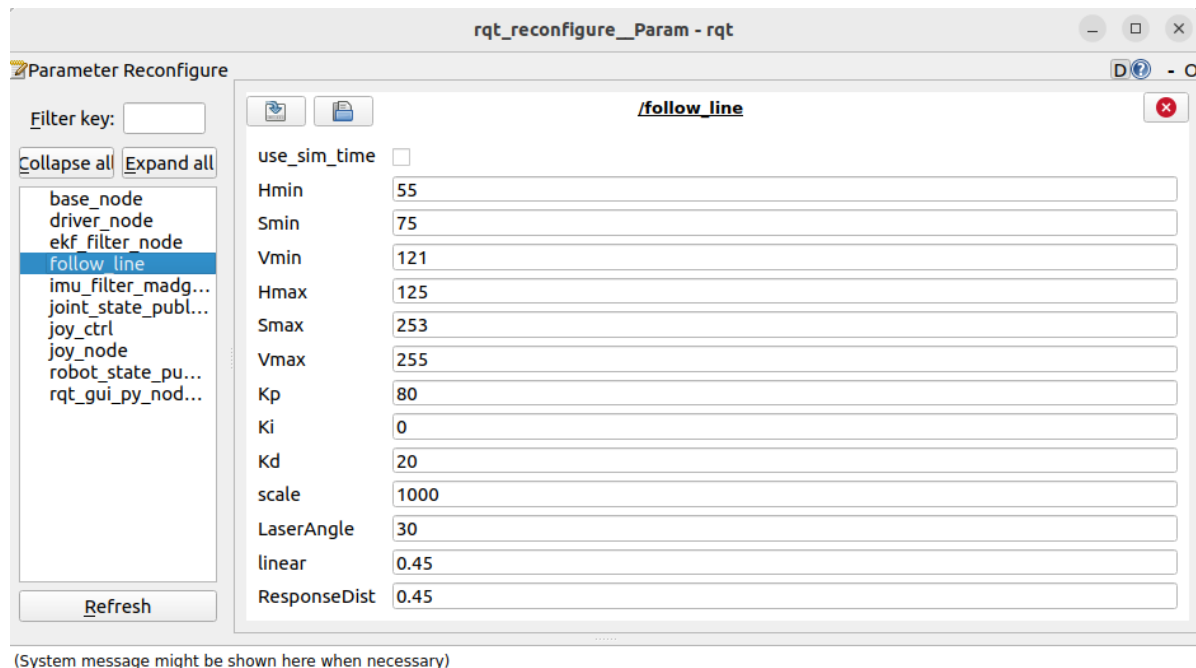 rqt_reconfigure__Param - rqt
Parameter Reconfigure
D? - O
Filter key:
Collapse all Expand all
base_node
driver_node
ekf_filter_node
follow_line
imu_filter_madg...
joint_state_publ...
joy_ctrl
joy_node
robot_state_pu...
rqt_gui_py_nod...
Refresh
/follow_line
use_sim_time
Hmin 55
Smin 75
Vmin 121
Hmax 125
Smax 253
Vmax 255
Kp 80
Ki 0
Kd 20
scale 1000
LaserAngle 30
linear 0.45
ResponseDist 0.45
(System message might be shown here when necessary)